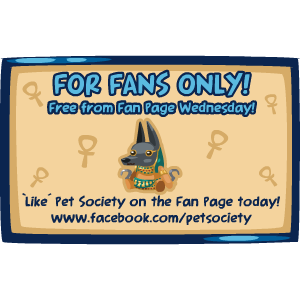 FOR FANS ONLY!
Free from Fan Page Wednesday!
`Like´ Pet Society on the Fan Page today!
www.facebook.com/petsociety